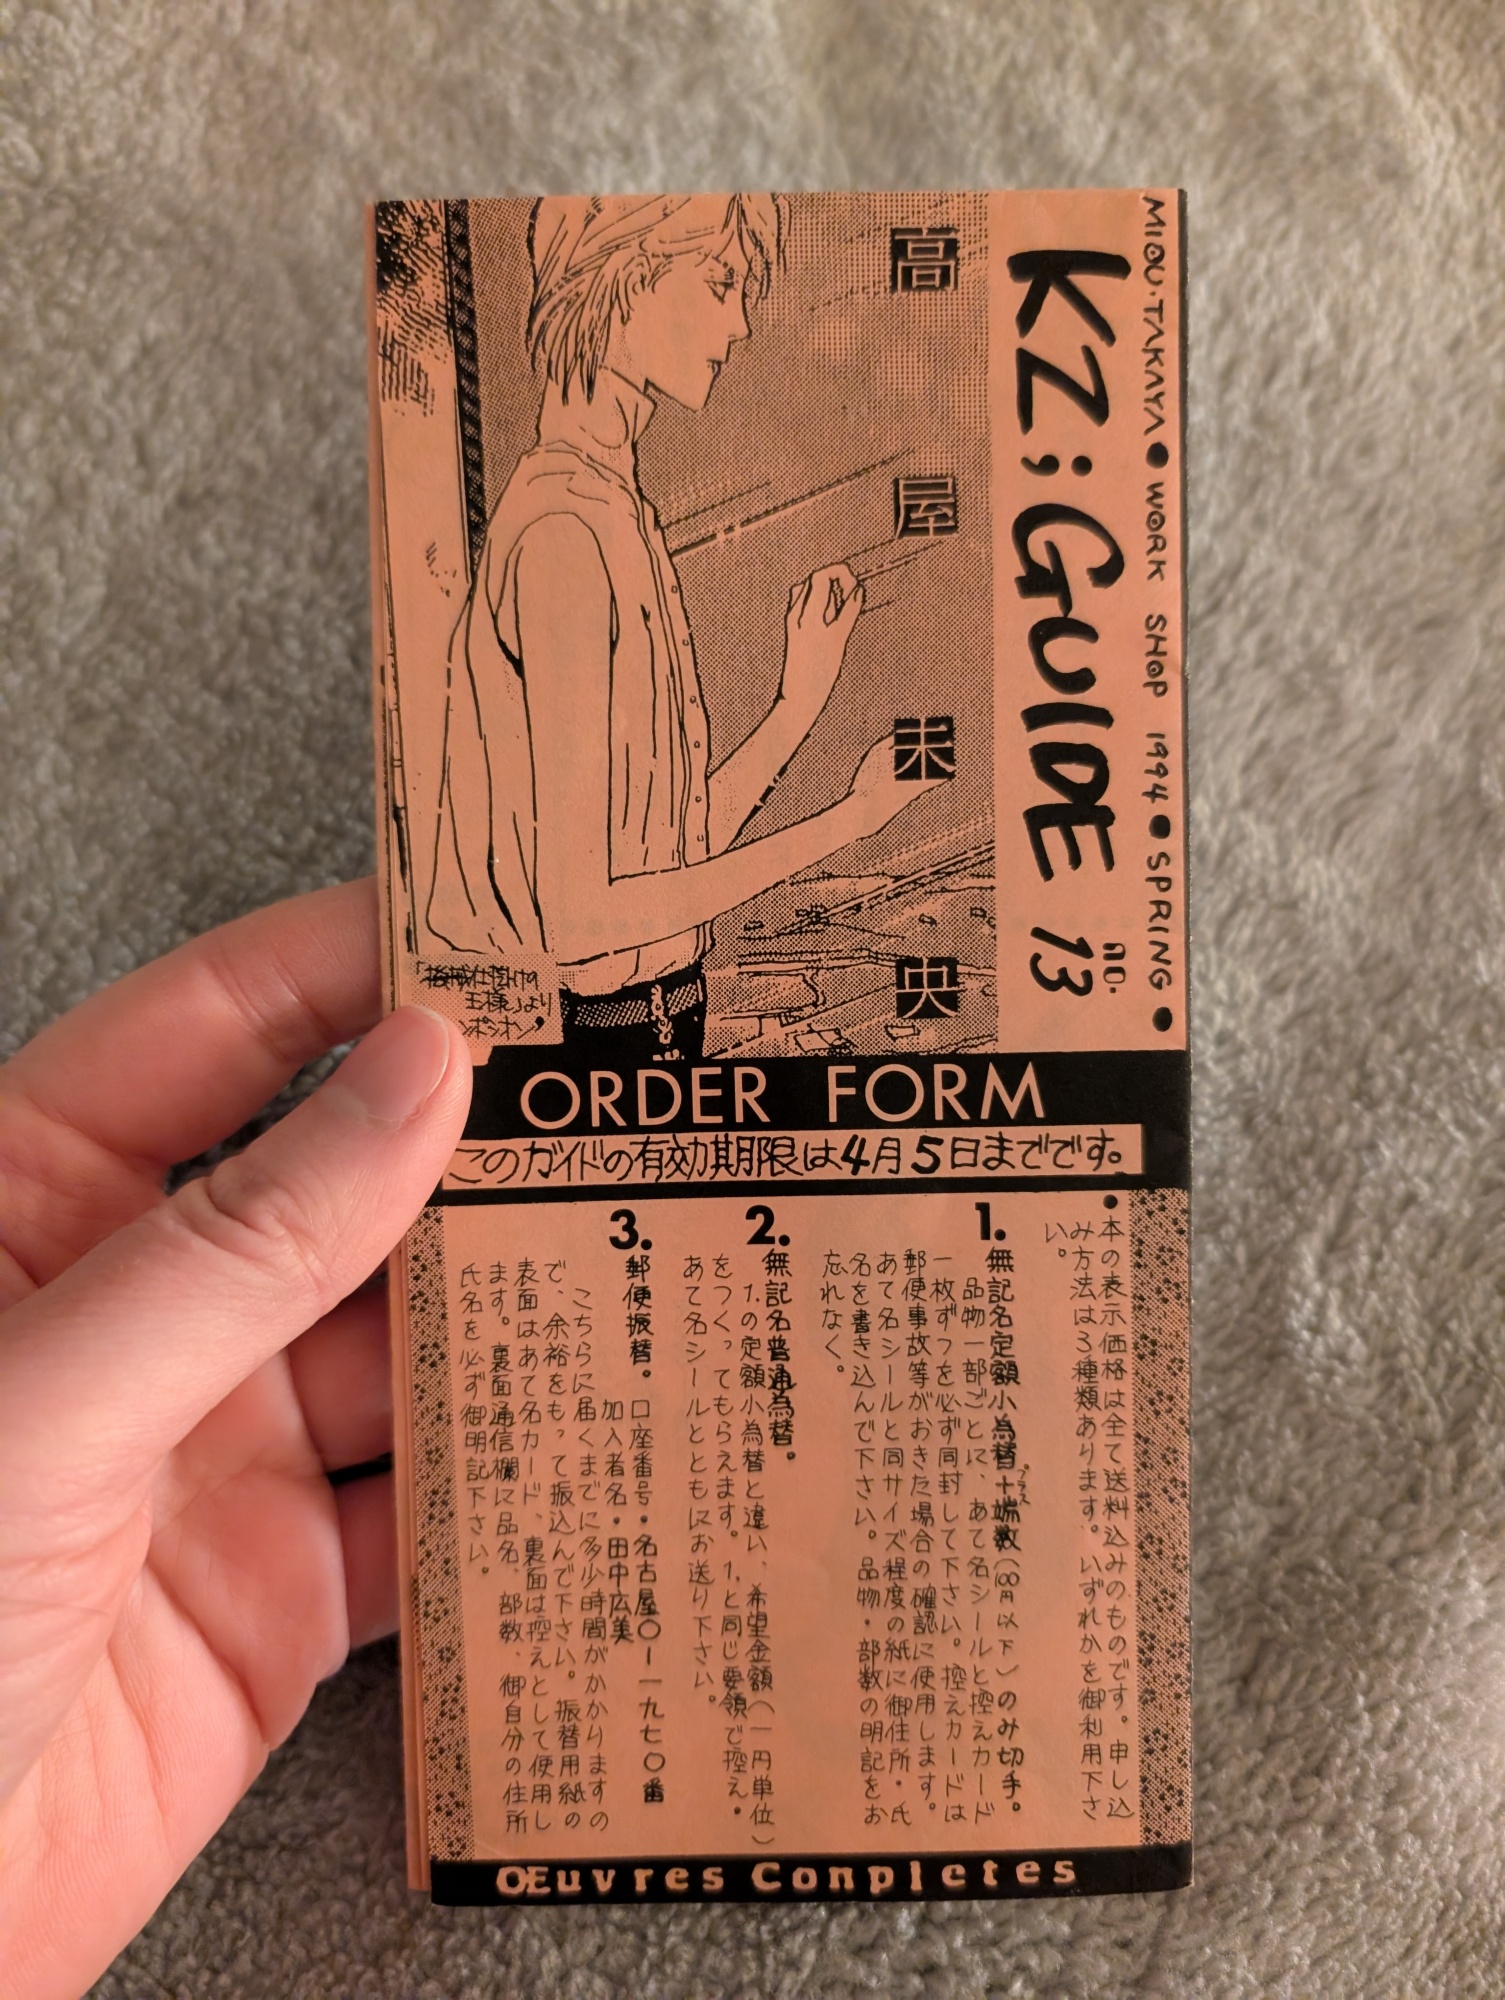 MIOU・TAKAYA●WORK SHOP 1994●SPRING●
KZ;GUIDE no.13
高屋未央
「機械仕掛けの
王様」より
ORDER FORM
このガイドの有効期限は4月5日までです。
●本の表示価格は全て送料込みのものです。申し込
み方法は3種類あります。いずれかを御利用下さ
い。
1.無記名定額小為替+端数(100円以下)のみ切手。
プラス
品物一部ごとに、あて名シールと控えカード
一枚ずつを必ず同封して下さい。控えカードは
郵便事故等がおきた場合の確認に使用します。
あて名シールと同サイズ程度の紙に御住所・氏
名を書き込んで下さい。品物・部数の明記をお
忘れなく。
2.無記名普通為替。
1.の定額小為替と違い、希望金額(一円単位)
をつくってもらえます。1.と同じ要領で控え・
あて名シールとともにお送り下さい。
3.郵便振替。口座番号・名古屋〇ー一九七〇番
加入者名・田中広美
こちらに届くまでに多少時間がかかりますの
で、余裕をもって振込んで下さい。振替用紙の
表面はあて名カード、裏面は控えとして使用し
ます。裏面通信欄に品名、部数、御自分の住所
氏名を必ず御明記下さい。
OEuvres Conpletes